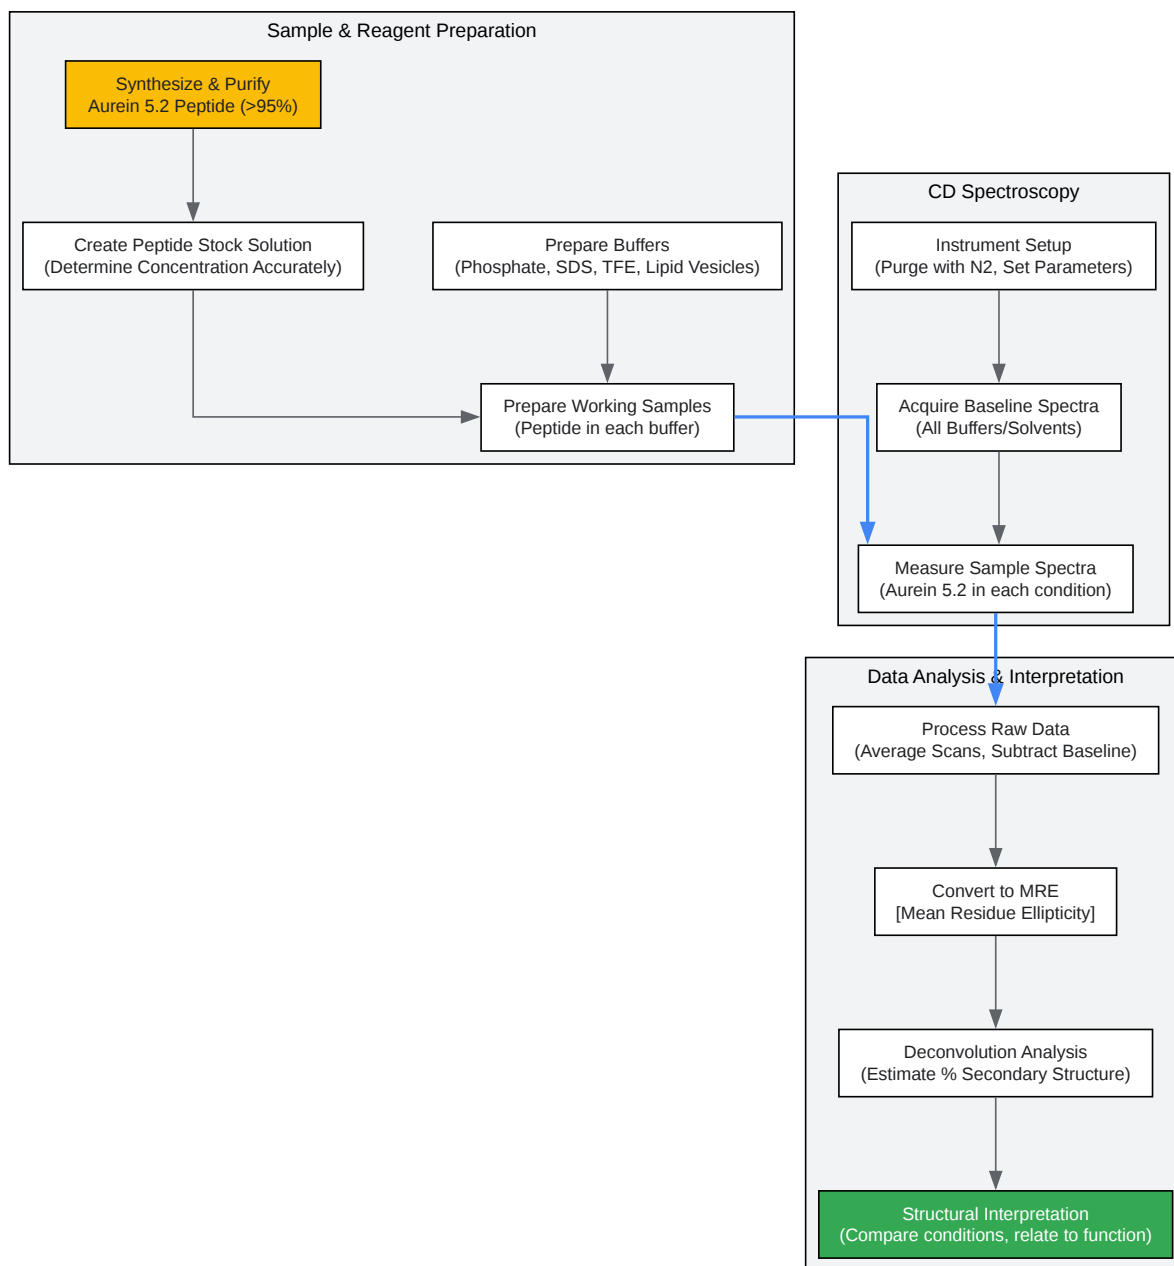 Sample & Reagent Preparation
Synthesize & Purify
Aurein 5.2 Peptide (>95%)
Create Peptide Stock Solution
(Determine Concentration Accurately)
Prepare Buffers
(Phosphate, SDS, TFE, Lipid Vesicles)
Prepare Working Samples
(Peptide in each buffer)
CD Spectroscopy
Instrument Setup
(Purge with N2, Set Parameters)
Acquire Baseline Spectra
(All Buffers/Solvents)
Measure Sample Spectra
(Aurein 5.2 in each condition)
Data Analysis & Interpretation
Process Raw Data
(Average Scans, Subtract Baseline)
Convert to MRE
[Mean Residue Ellipticity]
Deconvolution Analysis
(Estimate % Secondary Structure)
Structural Interpretation
(Compare conditions, relate to function)